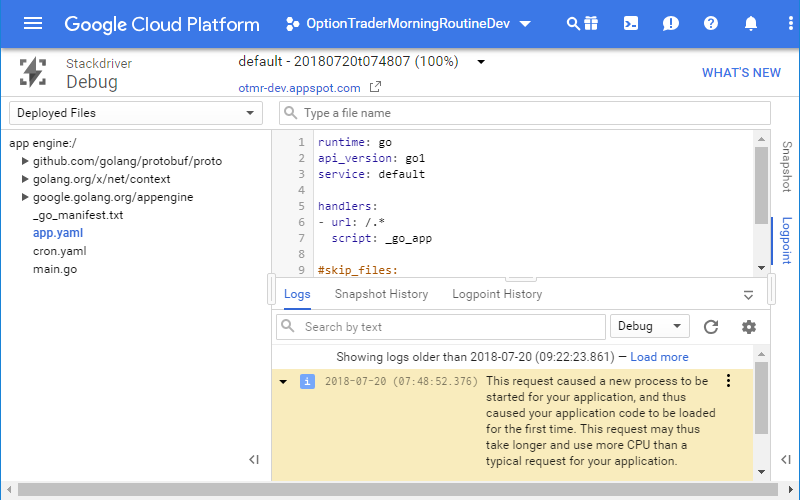 Google Cloud Platform
OptionTraderMorningRoutineDev
Stackdriver
Debug
default - 20180720t074807 (100%)
otmr-dev.appspot.com
WHAT'S NEW
Deployed Files
Type a file name
app engine:/
github.com/golang/protobuf/proto
golang.org/x/net/context
google.golang.org/appengine
_go_manifest.txt
app.yaml
cron.yaml
main.go
1 runtime: go
2 api_version: go1
3 service: default
4
5 handlers:
6 - url: /.*
7 script: _go_app
8
9 #skip_files:
Snapshot
Logpoint
Logs Snapshot History Logpoint History
Search by text
Debug
Showing logs older than 2018-07-20 (09:22:23.861) — Load more
i 2018-07-20 (07:48:52.376) This request caused a new process to be
started for your application, and thus
caused your application code to be loaded
for the first time. This request may thus
take longer and use more CPU than a
typical request for your application.